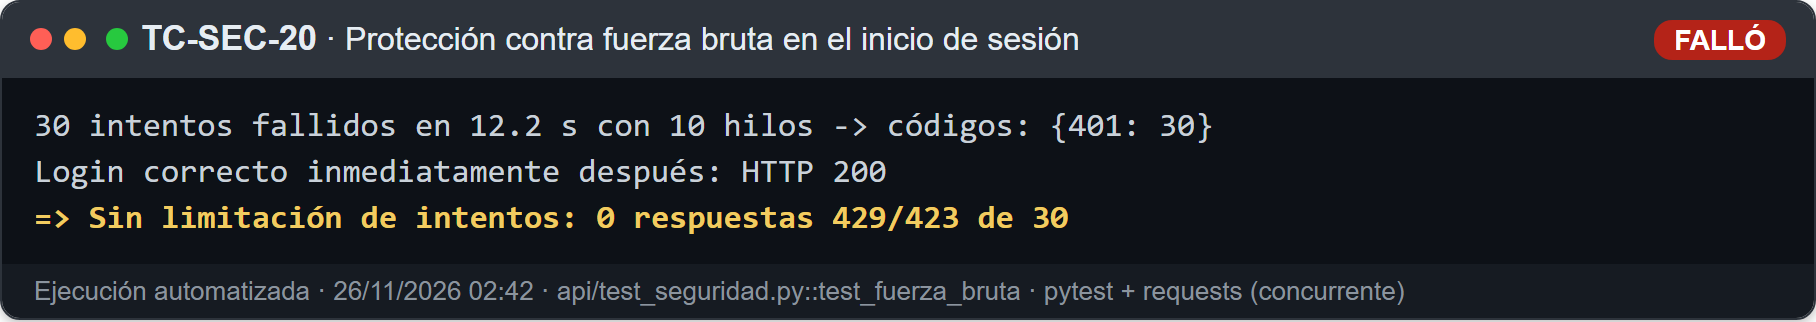 TC-SEC-20 · Protección contra fuerza bruta en el inicio de sesión FALLÓ
30 intentos fallidos en 12.2 s con 10 hilos -> códigos: {401: 30}
Login correcto inmediatamente después: HTTP 200
=> Sin limitación de intentos: 0 respuestas 429/423 de 30
Ejecución automatizada · 26/11/2026 02:42 · api/test_seguridad.py::test_fuerza_bruta · pytest + requests (concurrente)